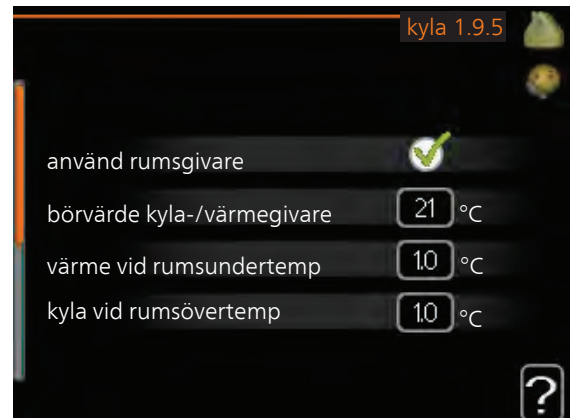 kyla 1.9.5
använd rumsgivare
börvärde kyla-/värmegivare 21 °C
värme vid rumsundertemp 1.0 °C
kyla vid rumsövertemp 1.0 °C
?